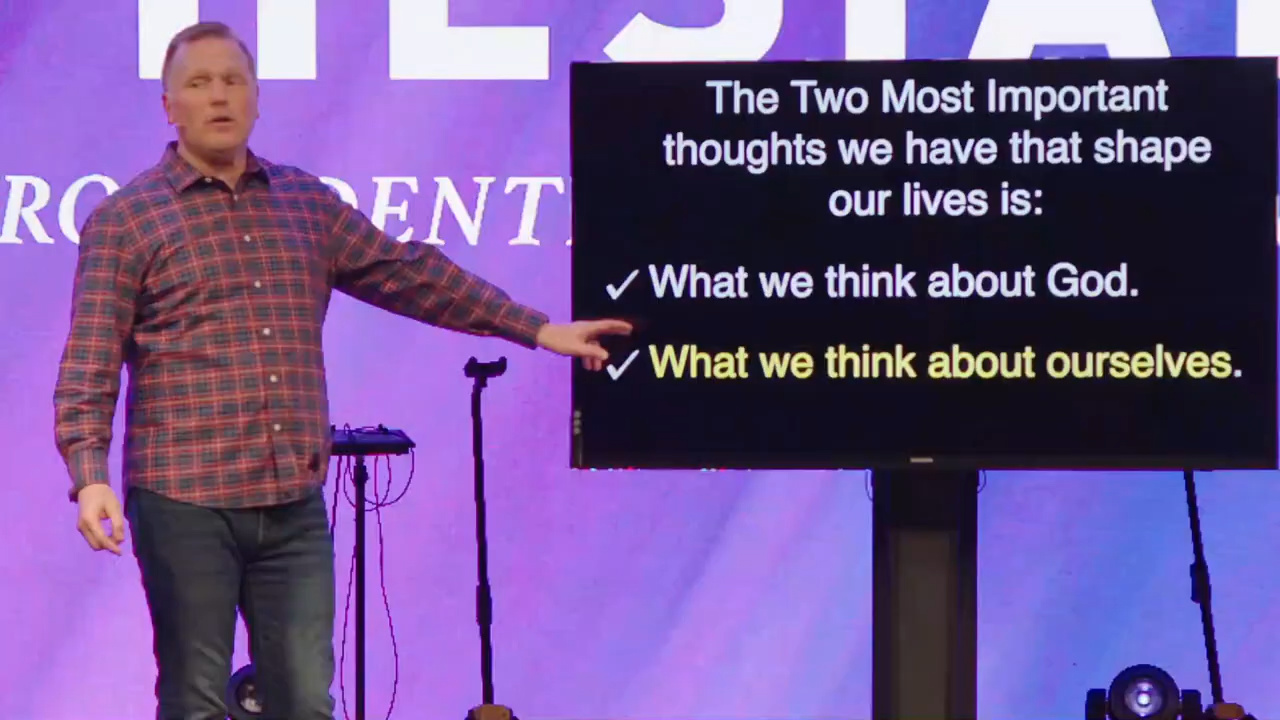 The Two Most Important
thoughts we have that shape
our lives is:
✓ What we think about God.
✓ What we think about ourselves.